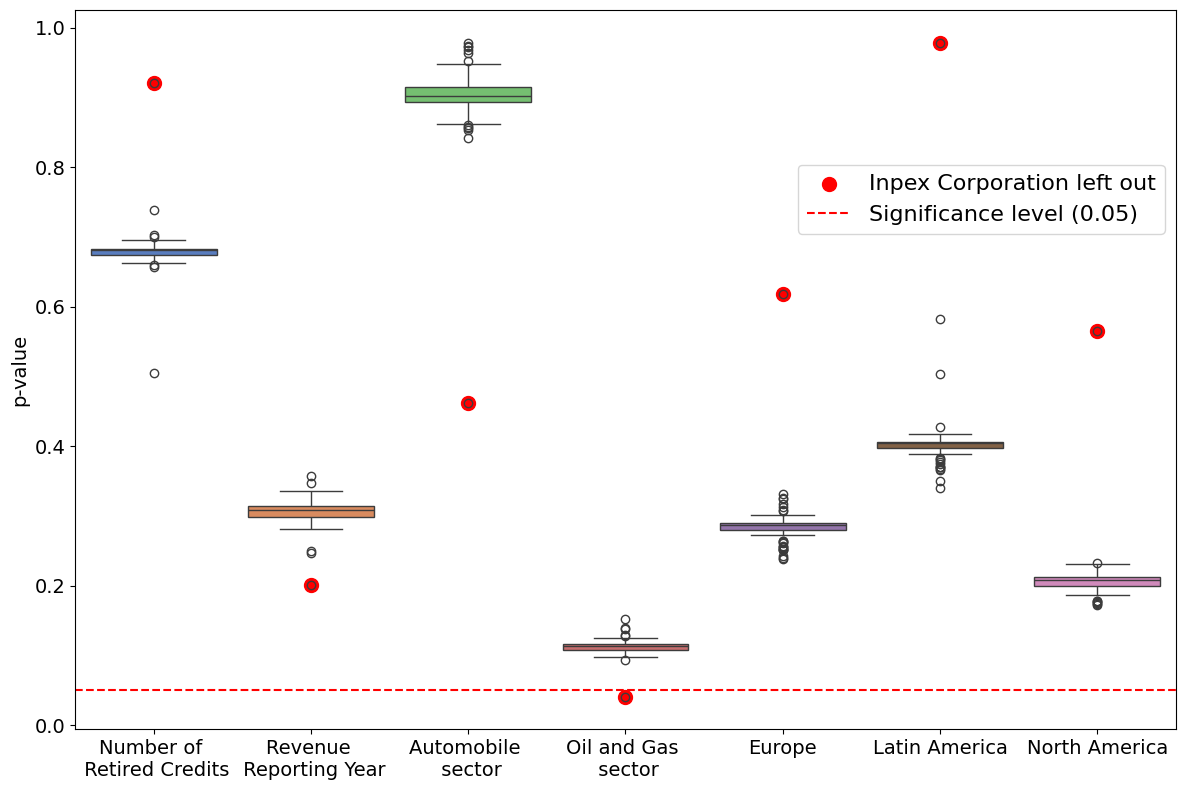 1.0
0.8
0.6
0.4
0.2
0.0
p-value
Inpex Corporation left out
Significance level (0.05)
Number of
Retired Credits
Revenue
Reporting Year
Automobile
sector
Oil and Gas
sector
Europe
Latin America
North America